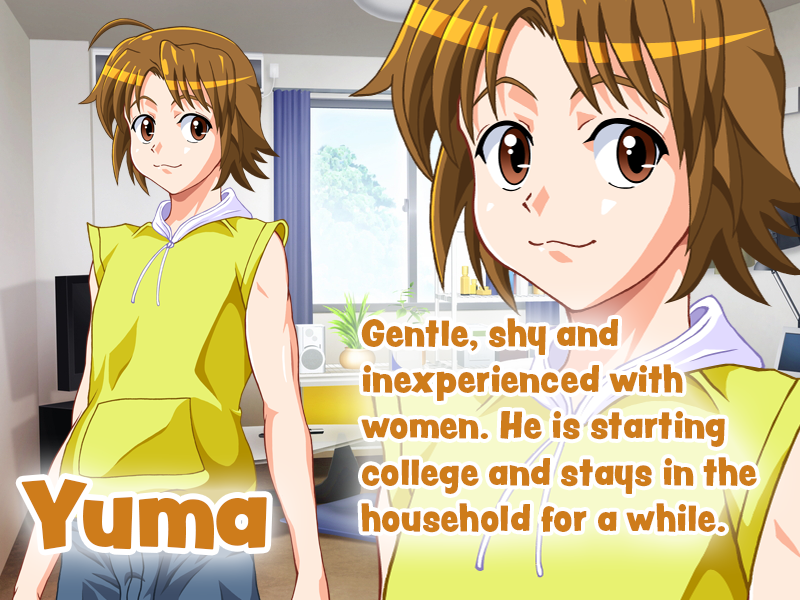 Gentle, shy and
inexperienced with
women. He is starting
college and stays in the
household for a while.
Yuma